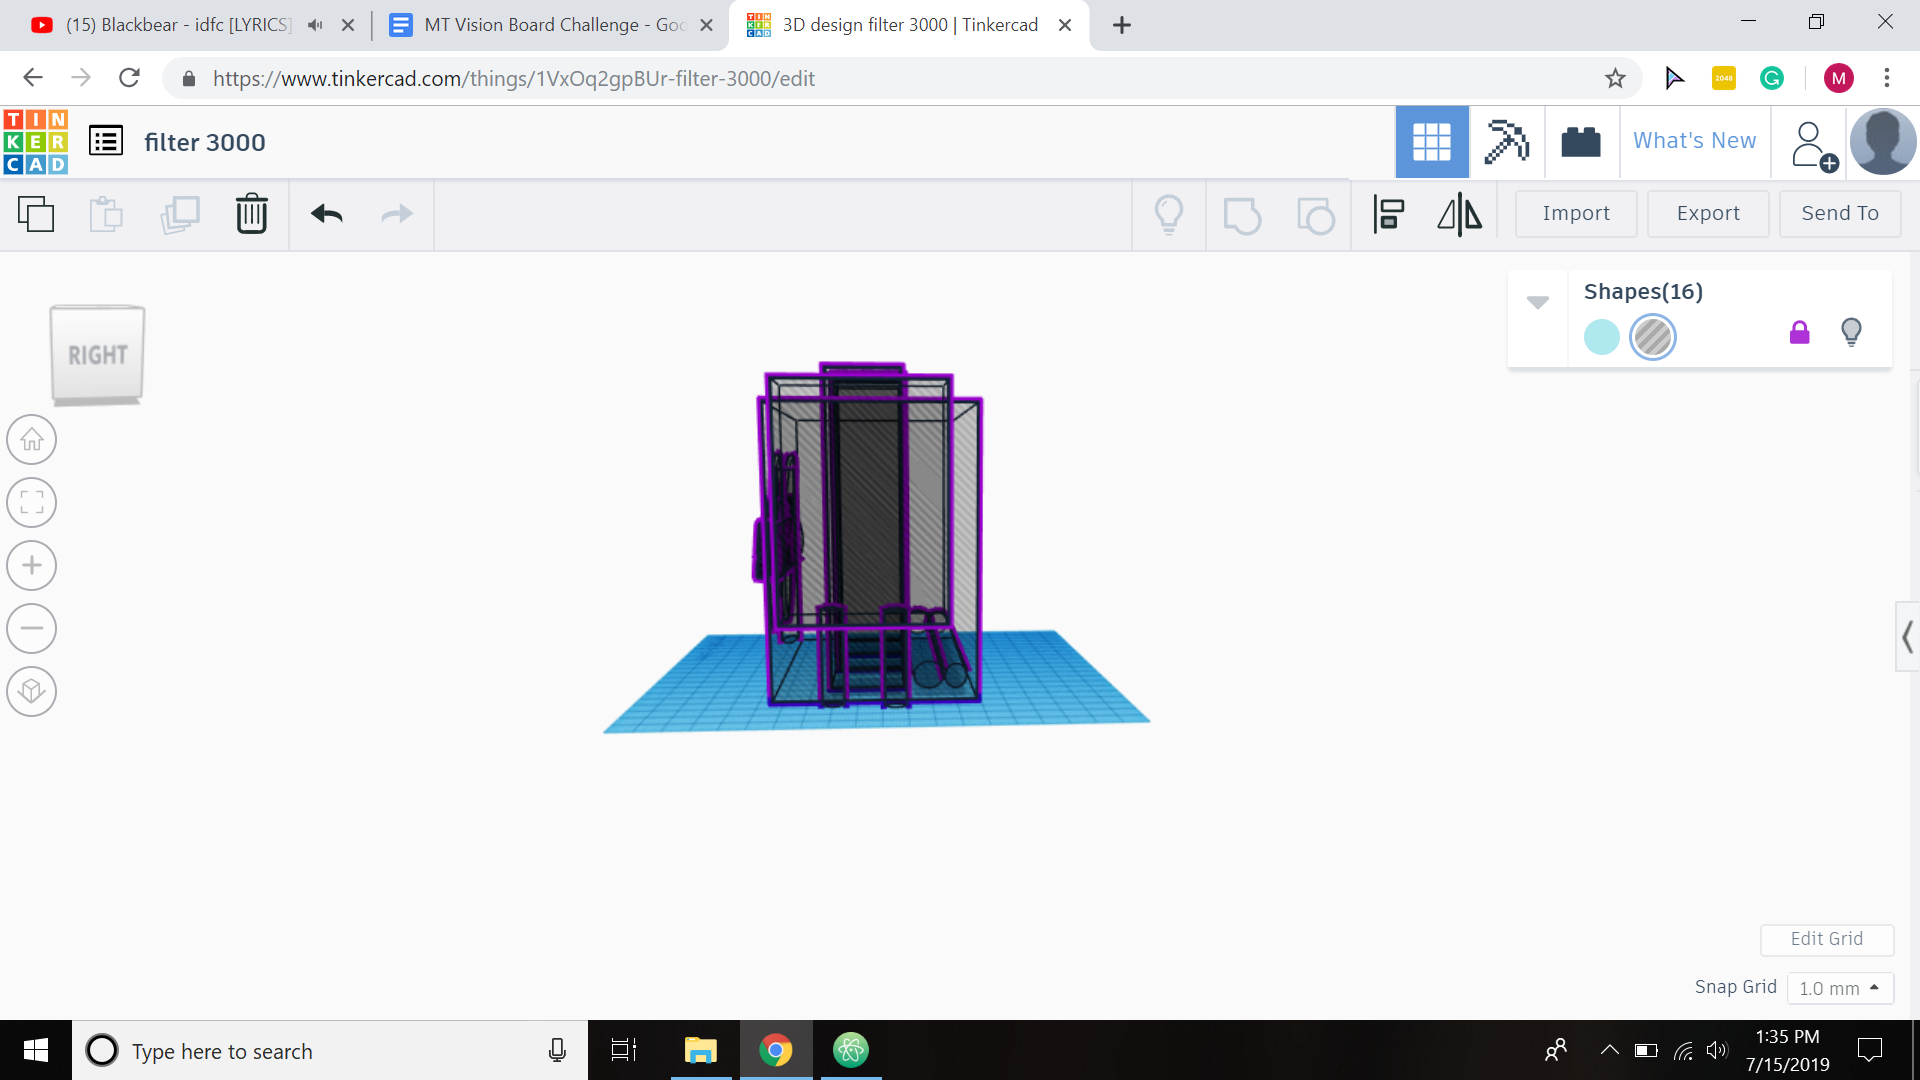 (15) Blackbear - idfc [LYRICS]
MT Vision Board Challenge - Goo
3D design filter 3000 | Tinkercad
https://www.tinkercad.com/things/1VxOq2gpBUr-filter-3000/edit
2048
G
M
TIN
KER
CAD
filter 3000
What's New
Import
Export
Send To
RIGHT
Shapes(16)
Edit Grid
Snap Grid
1.0 mm
Type here to search
1:35 PM
7/15/2019